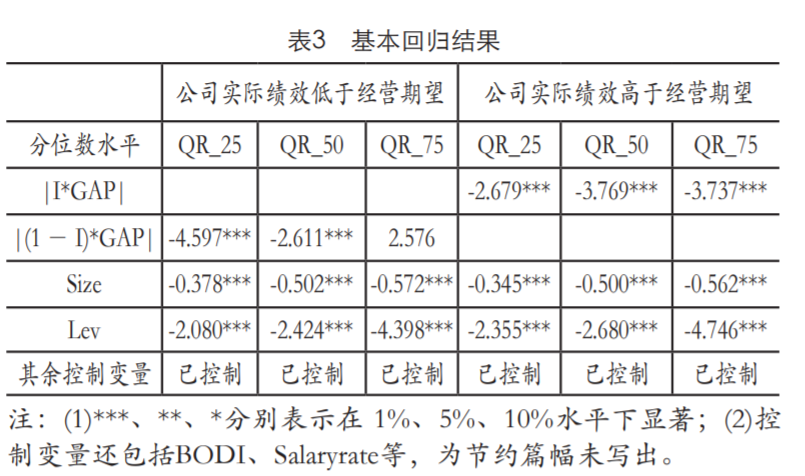 表3 基本回归结果
公司实际绩效低于经营期望 公司实际绩效高于经营期望
分位数水平 QR_25 QR_50 QR_75 QR_25 QR_50 QR_75
|I*GAP| -2.679*** -3.769*** -3.737***
|(1－I)*GAP| -4.597*** -2.611*** 2.576
Size -0.378*** -0.502*** -0.572*** -0.345*** -0.500*** -0.562***
Lev -2.080*** -2.424*** -4.398*** -2.355*** -2.680*** -4.746***
其余控制变量 已控制 已控制 已控制 已控制 已控制 已控制
注：(1)***、**、*分别表示在 1%、5%、10%水平下显著；(2)控
制变量还包括BODI、Salaryrate等，为节约篇幅未写出。